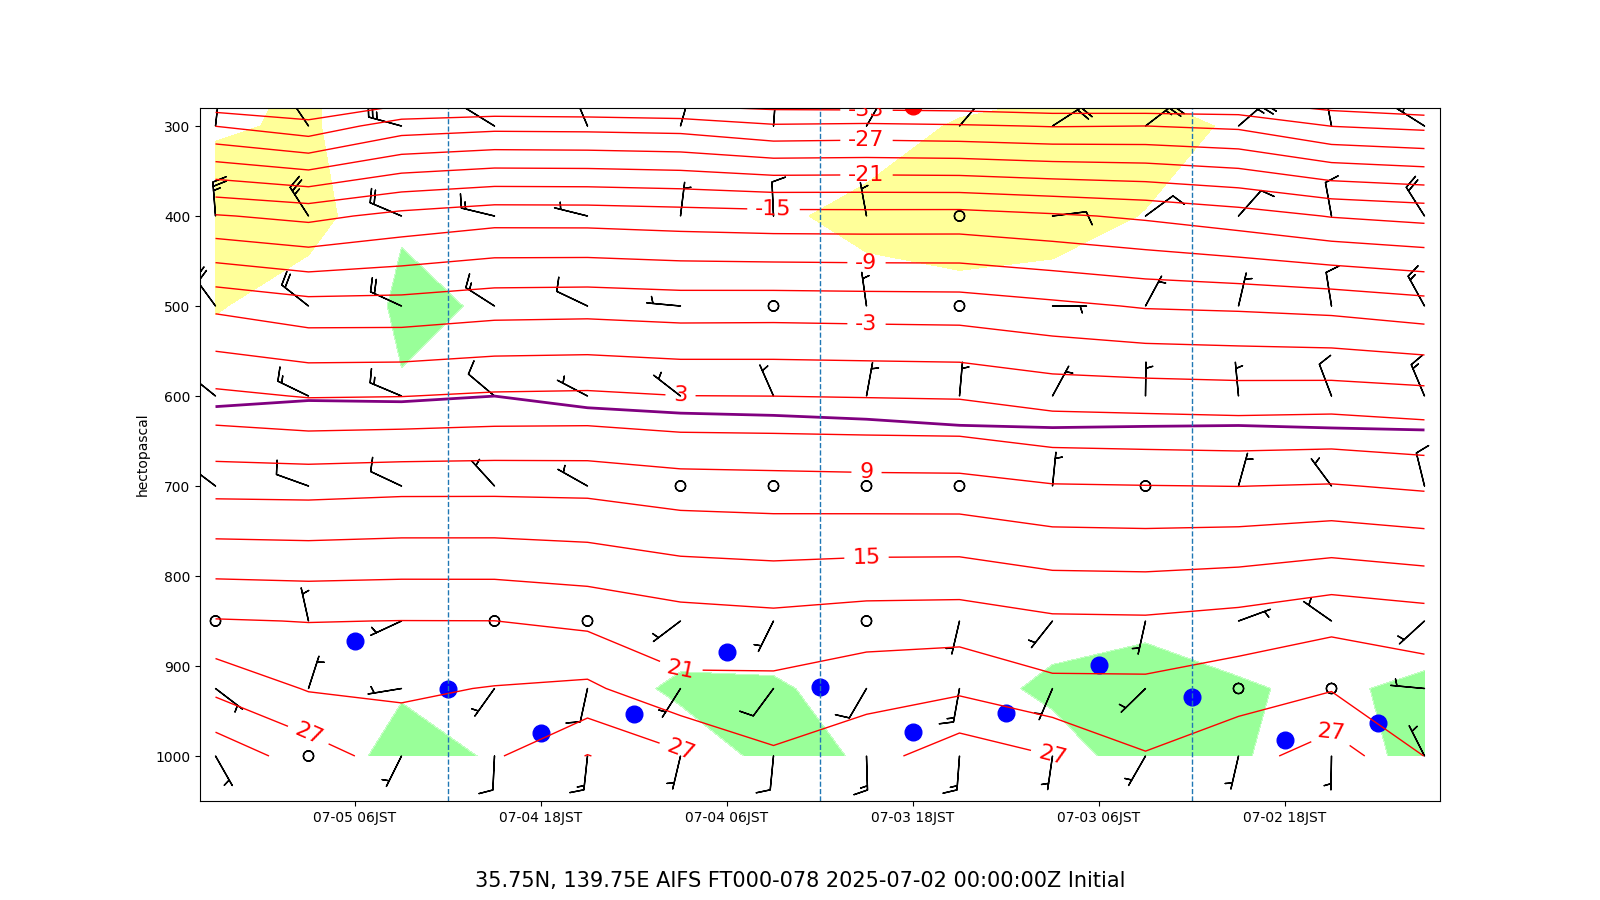 300
400
500
600
700
800
900
1000
hectopascal
-33
-27
-21
-15
-9
-3
3
9
15
21
27
27
27
27
07-05 06JST
07-04 18JST
07-04 06JST
07-03 18JST
07-03 06JST
07-02 18JST
35.75N, 139.75E AIFS FT000-078 2025-07-02 00:00:00Z Initial